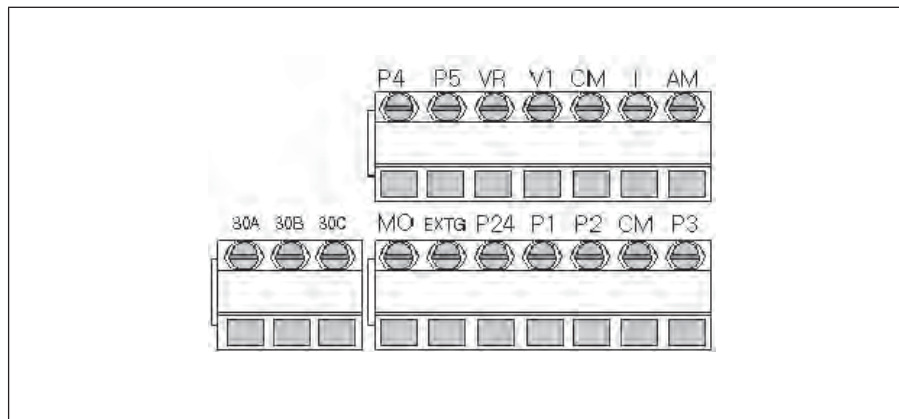 P4 P5 VR V1 CM I AM
30A 30B 30C MO EXTG P24 P1 P2 CM P3